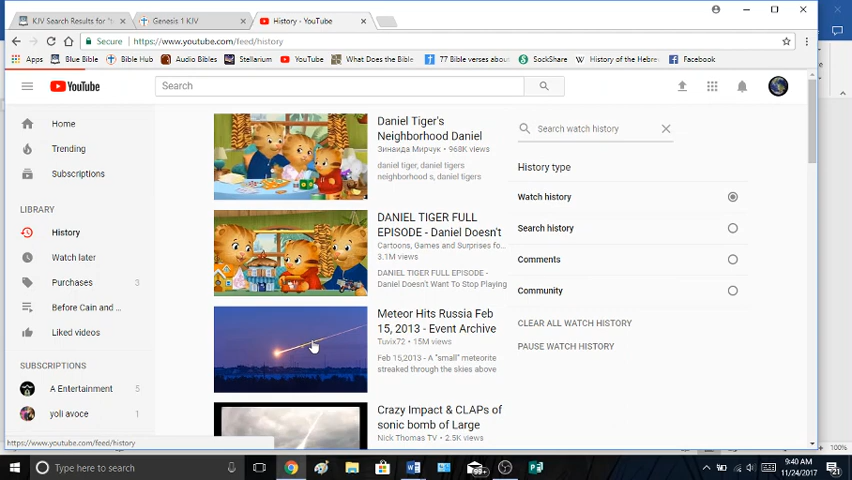 KJV Search Results for "s
Genesis 1 KJV
History - YouTube
Secure
https://www.youtube.com/feed/history
Apps
Blue Bible
Bible Hub
Audio Bibles
Stellarium
YouTube
What Does the Bible
77 Bible verses about
SockShare
History of the Hebre
Facebook
YouTube
Search
Home
Trending
Subscriptions
LIBRARY
History
Watch later
Purchases 3
Before Cain and ...
Liked videos
SUBSCRIPTIONS
A Entertainment 5
yoli avoce 1
https://www.youtube.com/feed/history
Daniel Tiger's
Neighborhood Daniel
Зинаида Мирчук • 968K views
daniel tiger, daniel tigers
neighborhood s, daniel tiger
DANIEL TIGER FULL
EPISODE - Daniel Doesn't
Cartoons, Games and Surprises fo...
3.1M views
DANIEL TIGER FULL EPISODE -
Daniel Doesn't Want To Stop Playing
Meteor Hits Russia Feb
15, 2013 - Event Archive
Tuvix72 • 15M views
Feb 15,2013 - A "small" meteorite
streaked through the skies above
Crazy Impact & CLAPs of
sonic bomb of Large
Nick Thomas TV • 2.5K views
Search watch history
History type
Watch history
Search history
Comments
Community
CLEAR ALL WATCH HISTORY
PAUSE WATCH HISTORY
100%
Type here to search
99+
9:40 AM
11/24/2017
21